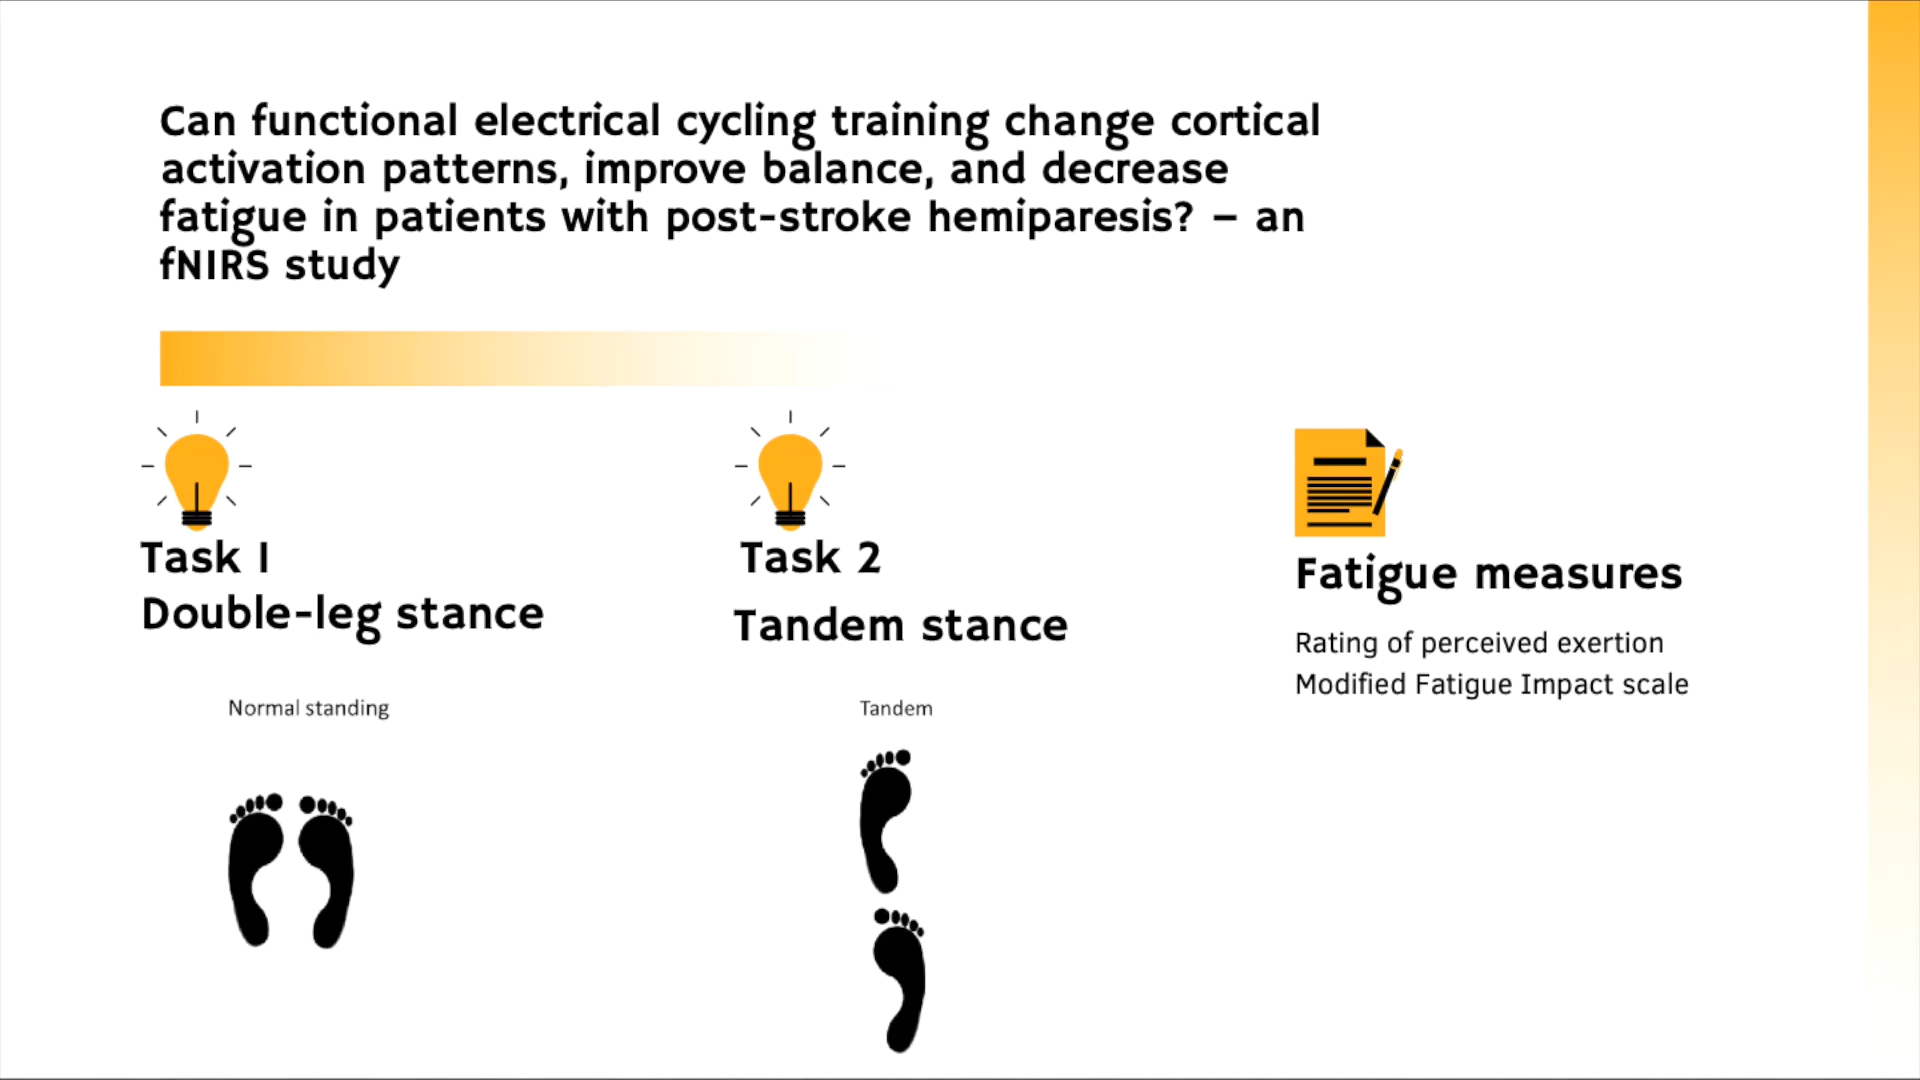 Can functional electrical cycling training change cortical
activation patterns, improve balance, and decrease
fatigue in patients with post-stroke hemiparesis? – an
fNIRS study
Task 1
Double-leg stance
Normal standing
Task 2
Tandem stance
Tandem
Fatigue measures
Rating of perceived exertion
Modified Fatigue Impact scale